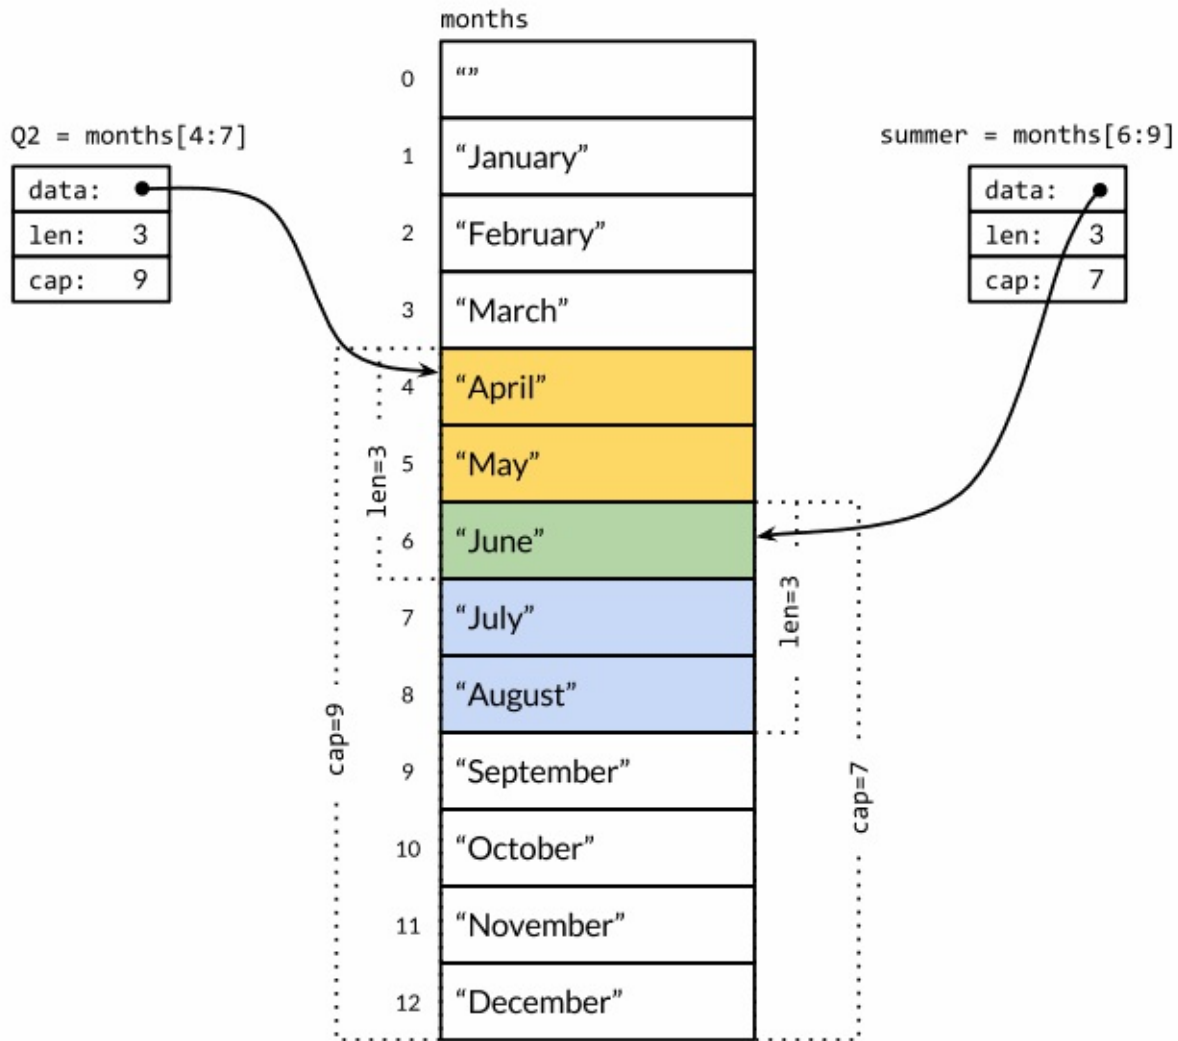 months
0 “”
Q2 = months[4:7]
data:
len: 3
cap: 9
summer = months[6:9]
data:
len: 3
cap: 7
1 “January”
2 “February”
3 “March”
4 “April”
5 “May”
6 “June”
7 “July”
8 “August”
9 “September”
10 “October”
11 “November”
12 “December”
len=3
cap=9
len=3
cap=7